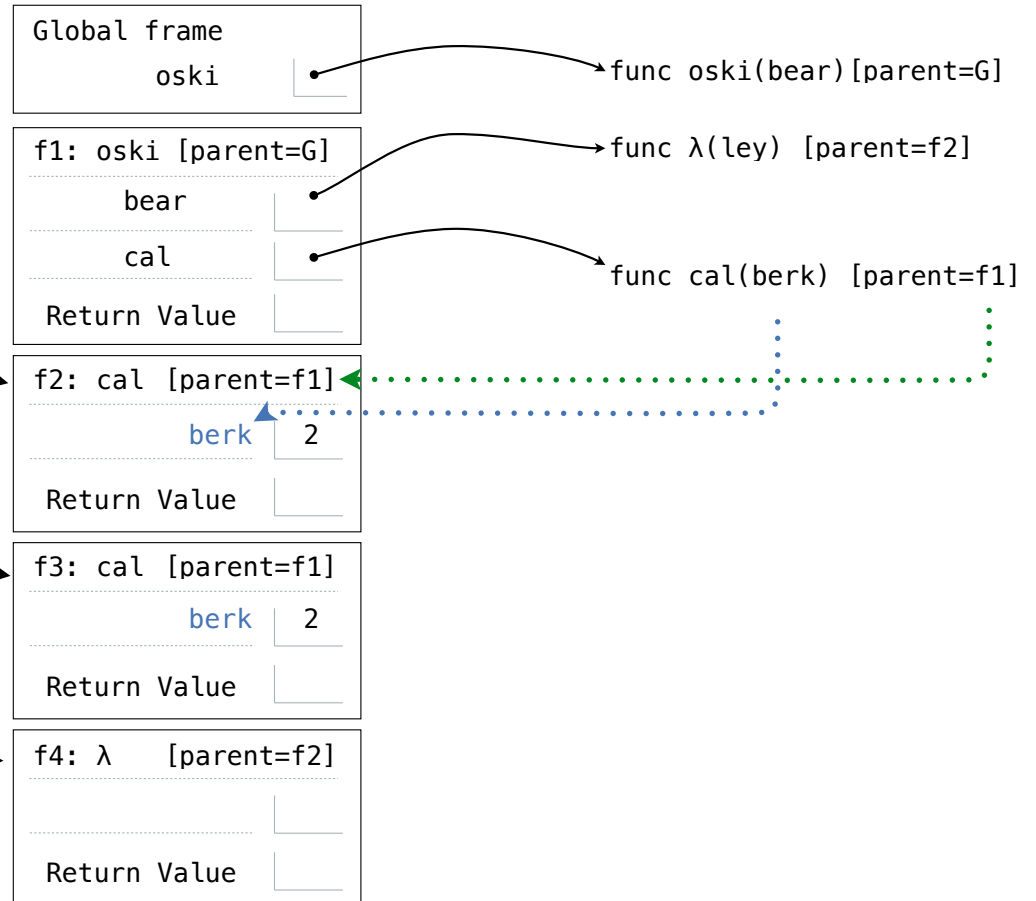 Global frame
oski
func oski(bear)[parent=G]
f1: oski [parent=G]
func λ(ley) [parent=f2]
bear
cal
func cal(berk) [parent=f1]
Return Value
f2: cal [parent=f1]
berk 2
Return Value
f3: cal [parent=f1]
berk 2
Return Value
f4: λ [parent=f2]
Return Value